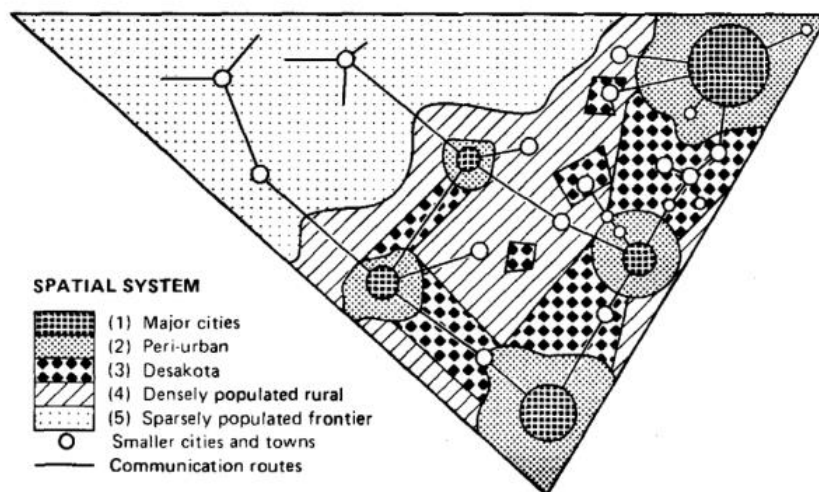 SPATIAL SYSTEM
(1) Major cities
(2) Peri-urban
(3) Desakota
(4) Densely populated rural
(5) Sparsely populated frontier
Smaller cities and towns
Communication routes